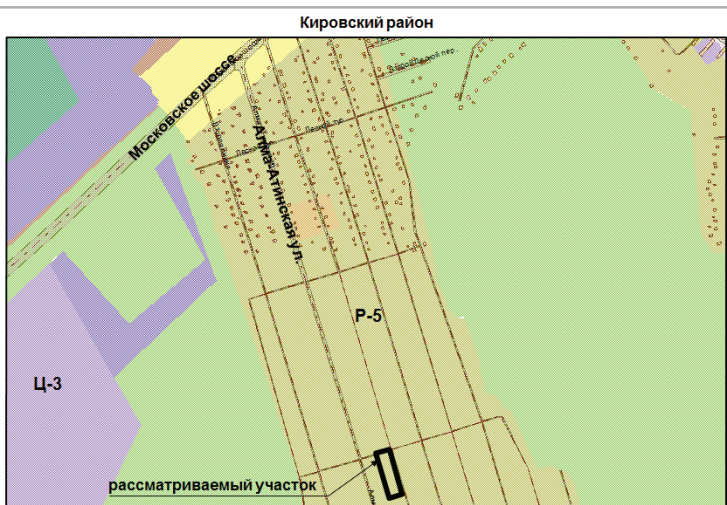 Кировский район
Московское шоссе
Алма-Атинская ул.
Р-5
Ц-3
рассматриваемый участок